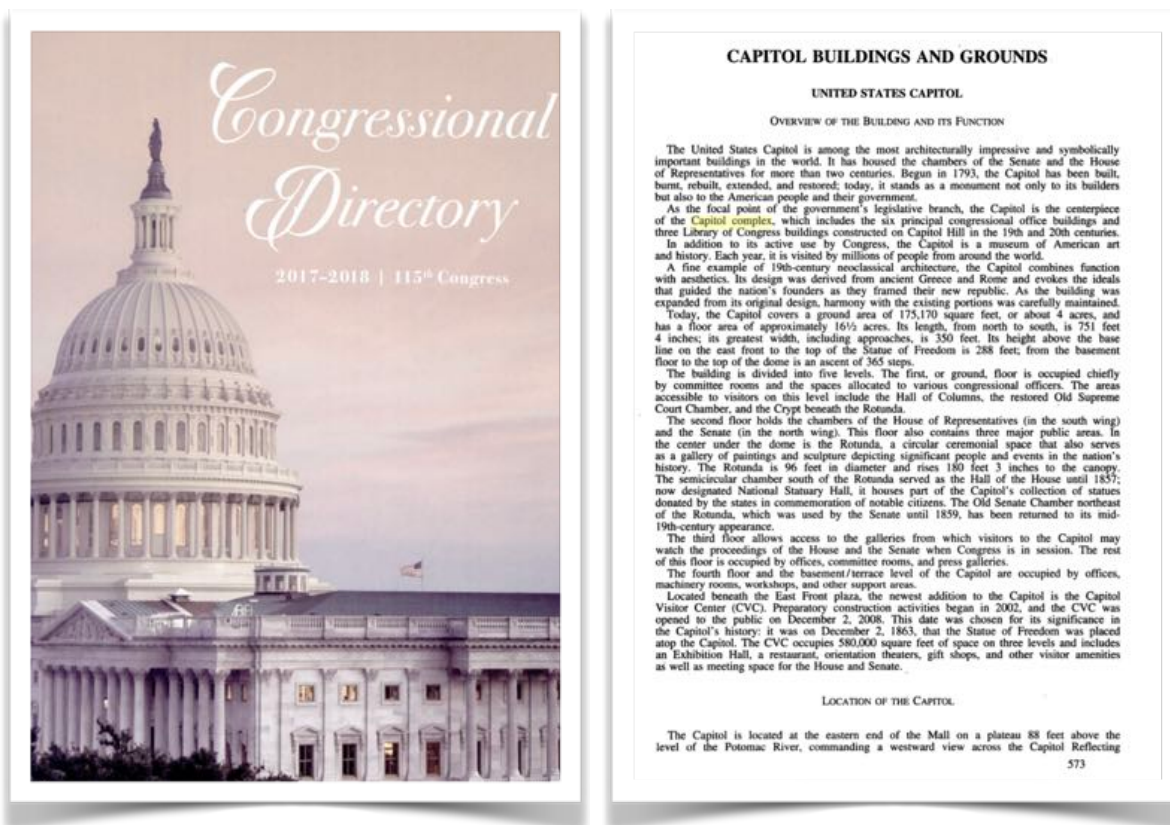 Congressional
Directory
2017–2018 | 115th Congress
CAPITOL BUILDINGS AND GROUNDS
UNITED STATES CAPITOL
OVERVIEW OF THE BUILDING AND ITS FUNCTION
The United States Capitol is among the most architecturally impressive and symbolically
important buildings in the world. It has housed the chambers of the Senate and the House
of Representatives for more than two centuries. Begun in 1793, the Capitol has been built,
burnt, rebuilt, extended, and restored; today, it stands as a monument not only to its builders
but also to the American people and their government.
As the focal point of the government's legislative branch, the Capitol is the centerpiece
of the Capitol complex, which includes the six principal congressional office buildings and
three Library of Congress buildings constructed on Capitol Hill in the 19th and 20th centuries.
In addition to its active use by Congress, the Capitol is a museum of American art
and history. Each year, it is visited by millions of people from around the world.
A fine example of 19th-century neoclassical architecture, the Capitol combines function
with aesthetics. Its design was derived from ancient Greece and Rome and evokes the ideals
that guided the nation's founders as they framed their new republic. As the building was
expanded from its original design, harmony with the existing portions was carefully maintained.
Today, the Capitol covers a ground area of 175,170 square feet, or about 4 acres, and
has a floor area of approximately 16½ acres. Its length, from north to south, is 751 feet
4 inches; its greatest width, including approaches, is 350 feet. Its height above the base
line on the east front to the top of the Statue of Freedom is 288 feet; from the basement
floor to the top of the dome is an ascent of 365 steps.
The building is divided into five levels. The first, or ground, floor is occupied chiefly
by committee rooms and the spaces allocated to various congressional officers. The areas
accessible to visitors on this level include the Hall of Columns, the restored Old Supreme
Court Chamber, and the Crypt beneath the Rotunda.
The second floor holds the chambers of the House of Representatives (in the south wing)
and the Senate (in the north wing). This floor also contains three major public areas. In
the center under the dome is the Rotunda, a circular ceremonial space that also serves
as a gallery of paintings and sculpture depicting significant people and events in the nation's
history. The Rotunda is 96 feet in diameter and rises 180 feet 3 inches to the canopy.
The semicircular chamber south of the Rotunda served as the Hall of the House until 1857;
now designated National Statuary Hall, it houses part of the Capitol's collection of statues
donated by the states in commemoration of notable citizens. The Old Senate Chamber northeast
of the Rotunda, which was used by the Senate until 1859, has been returned to its mid-
19th-century appearance.
The third floor allows access to the galleries from which visitors to the Capitol may
watch the proceedings of the House and the Senate when Congress is in session. The rest
of this floor is occupied by offices, committee rooms, and press galleries.
The fourth floor and the basement/terrace level of the Capitol are occupied by offices,
machinery rooms, workshops, and other support areas.
Located beneath the East Front plaza, the newest addition to the Capitol is the Capitol
Visitor Center (CVC). Preparatory construction activities began in 2002, and the CVC was
opened to the public on December 2, 2008. This date was chosen for its significance in
the Capitol's history: it was on December 2, 1863, that the Statue of Freedom was placed
atop the Capitol. The CVC occupies 580,000 square feet of space on three levels and includes
an Exhibition Hall, a restaurant, orientation theaters, gift shops, and other visitor amenities
as well as meeting space for the House and Senate.
LOCATION OF THE CAPITOL
The Capitol is located at the eastern end of the Mall on a plateau 88 feet above the
level of the Potomac River, commanding a westward view across the Capitol Reflecting
573